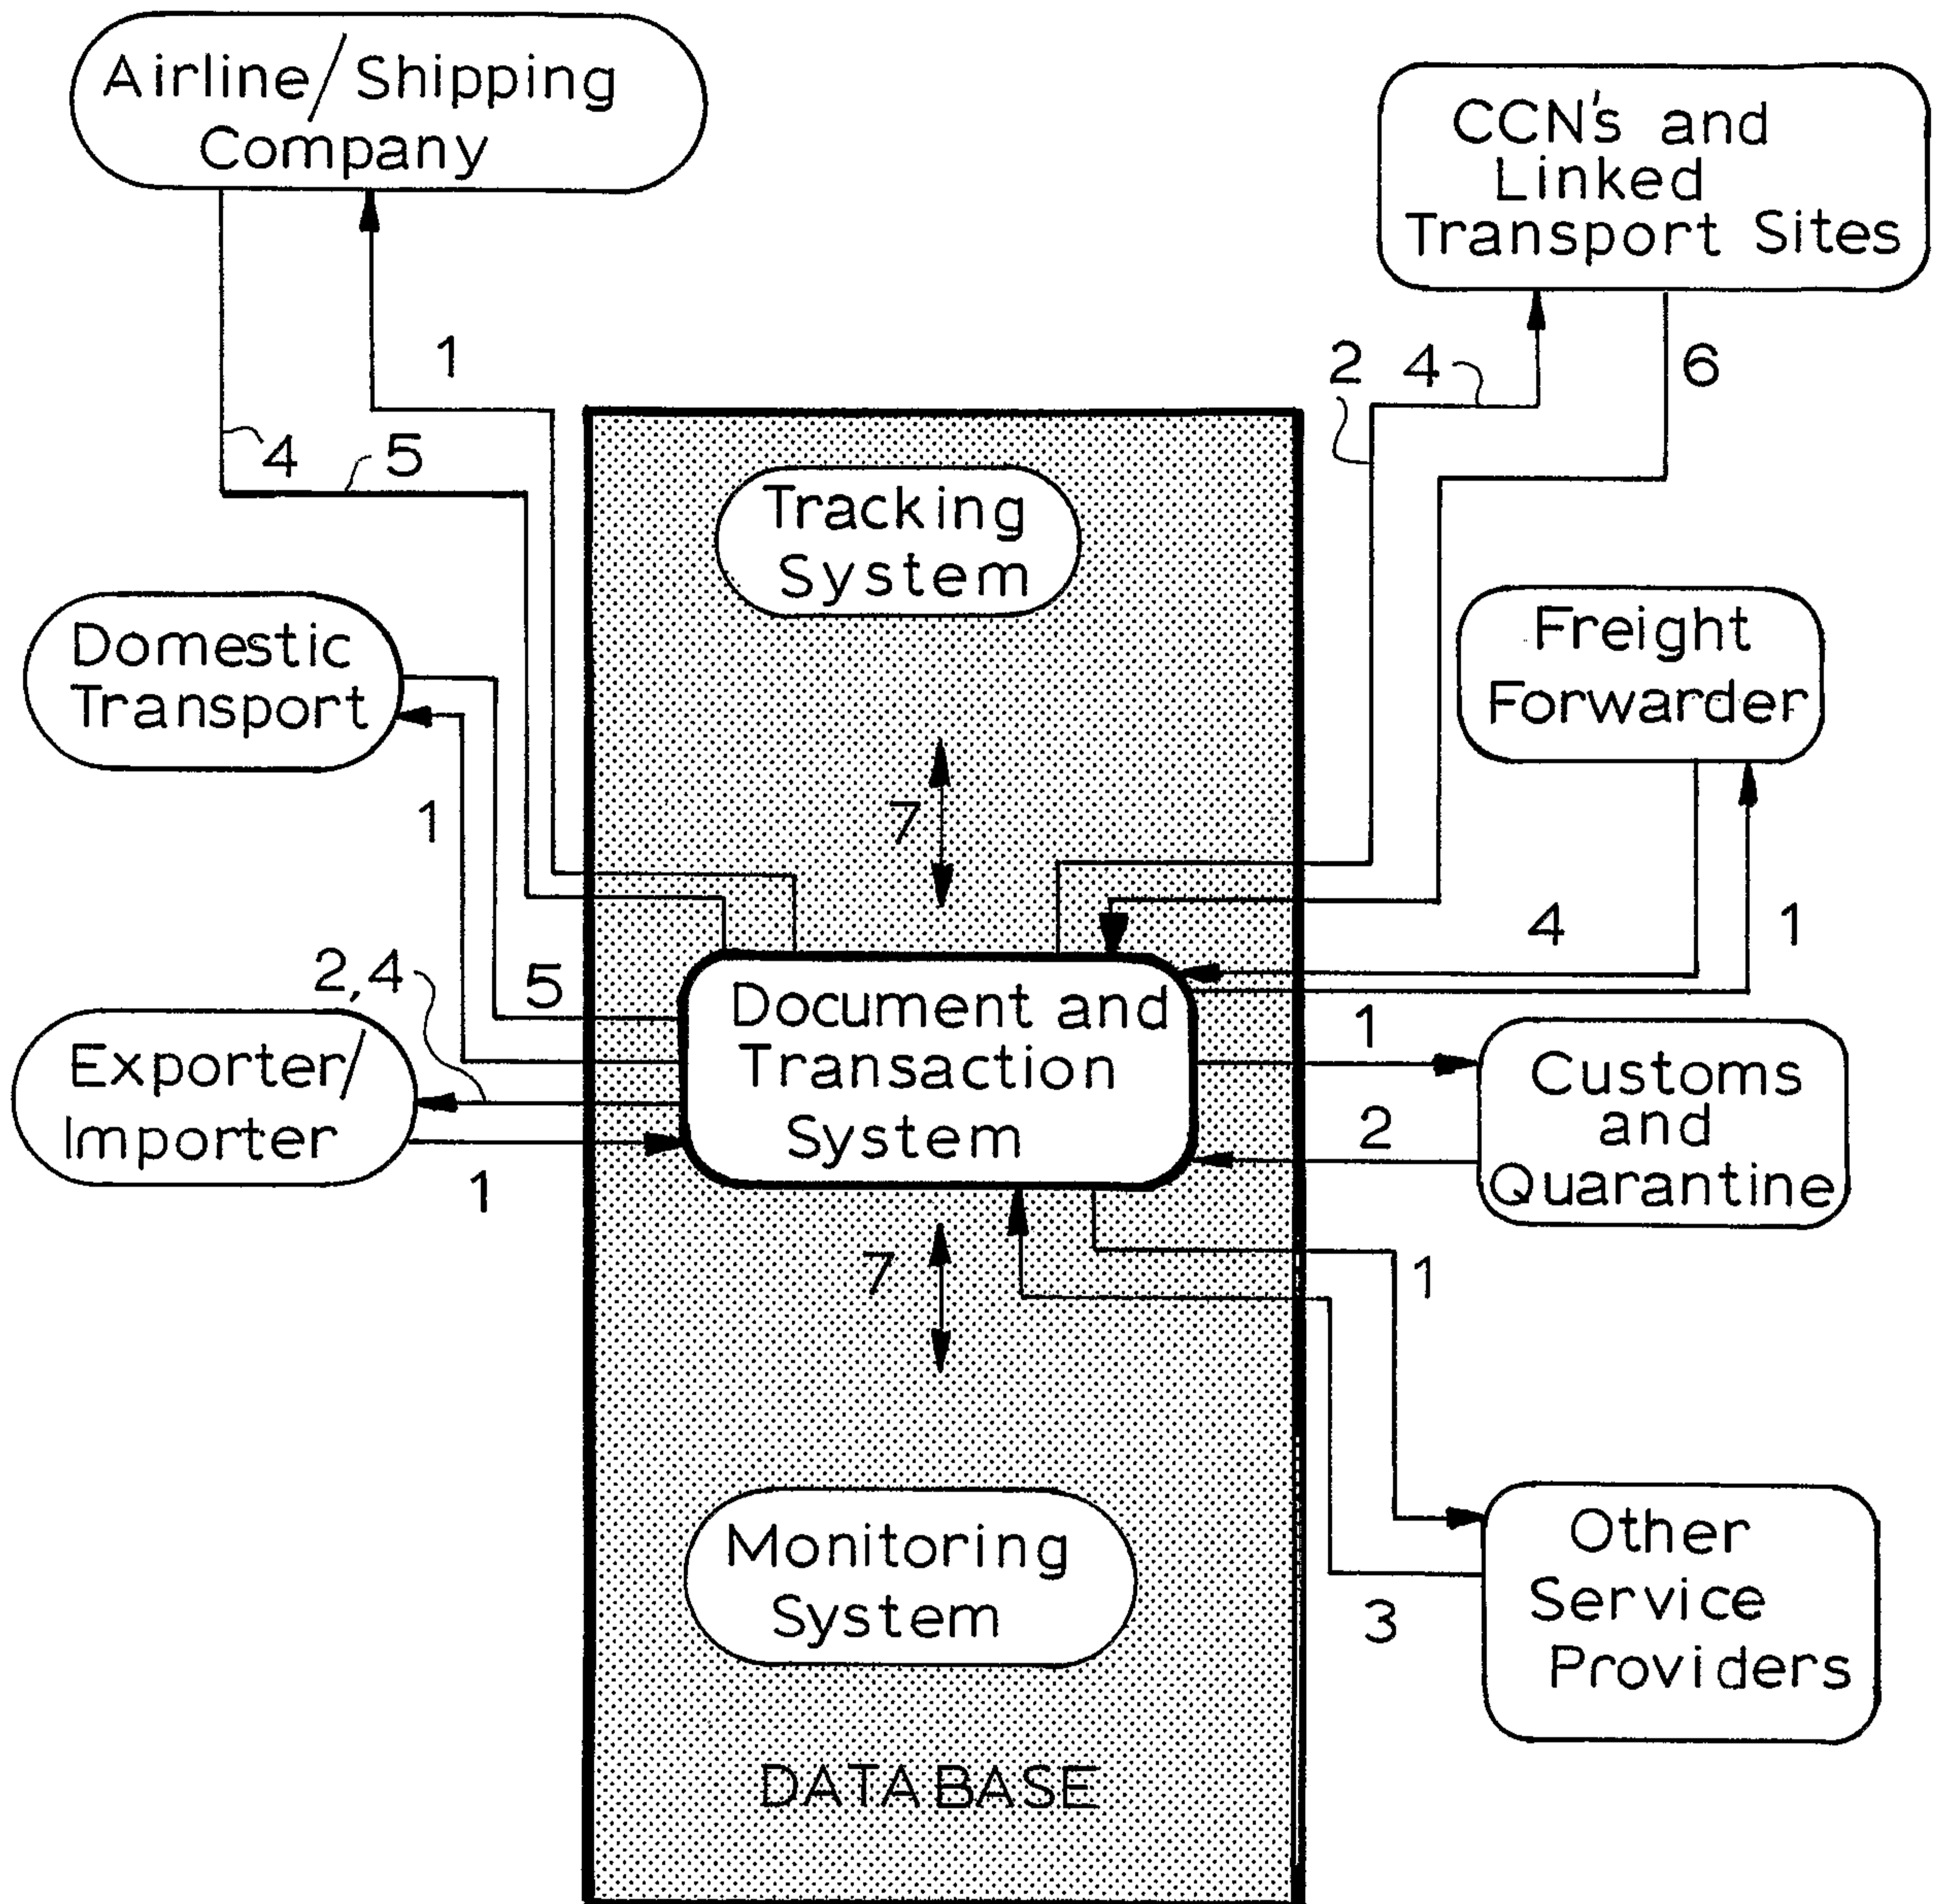 Airline/Shipping
Company
CCN's and
Linked
Transport Sites
1
2
4
6
4
5
Tracking
System
Domestic
Transport
Freight
Forwarder
1
7
4
1
2,4
5
Document and
Transaction
System
1
Exporter/
Importer
Customs
and
Quarantine
2
1
7
1
Monitoring
System
Other
Service
Providers
3
DATABASE